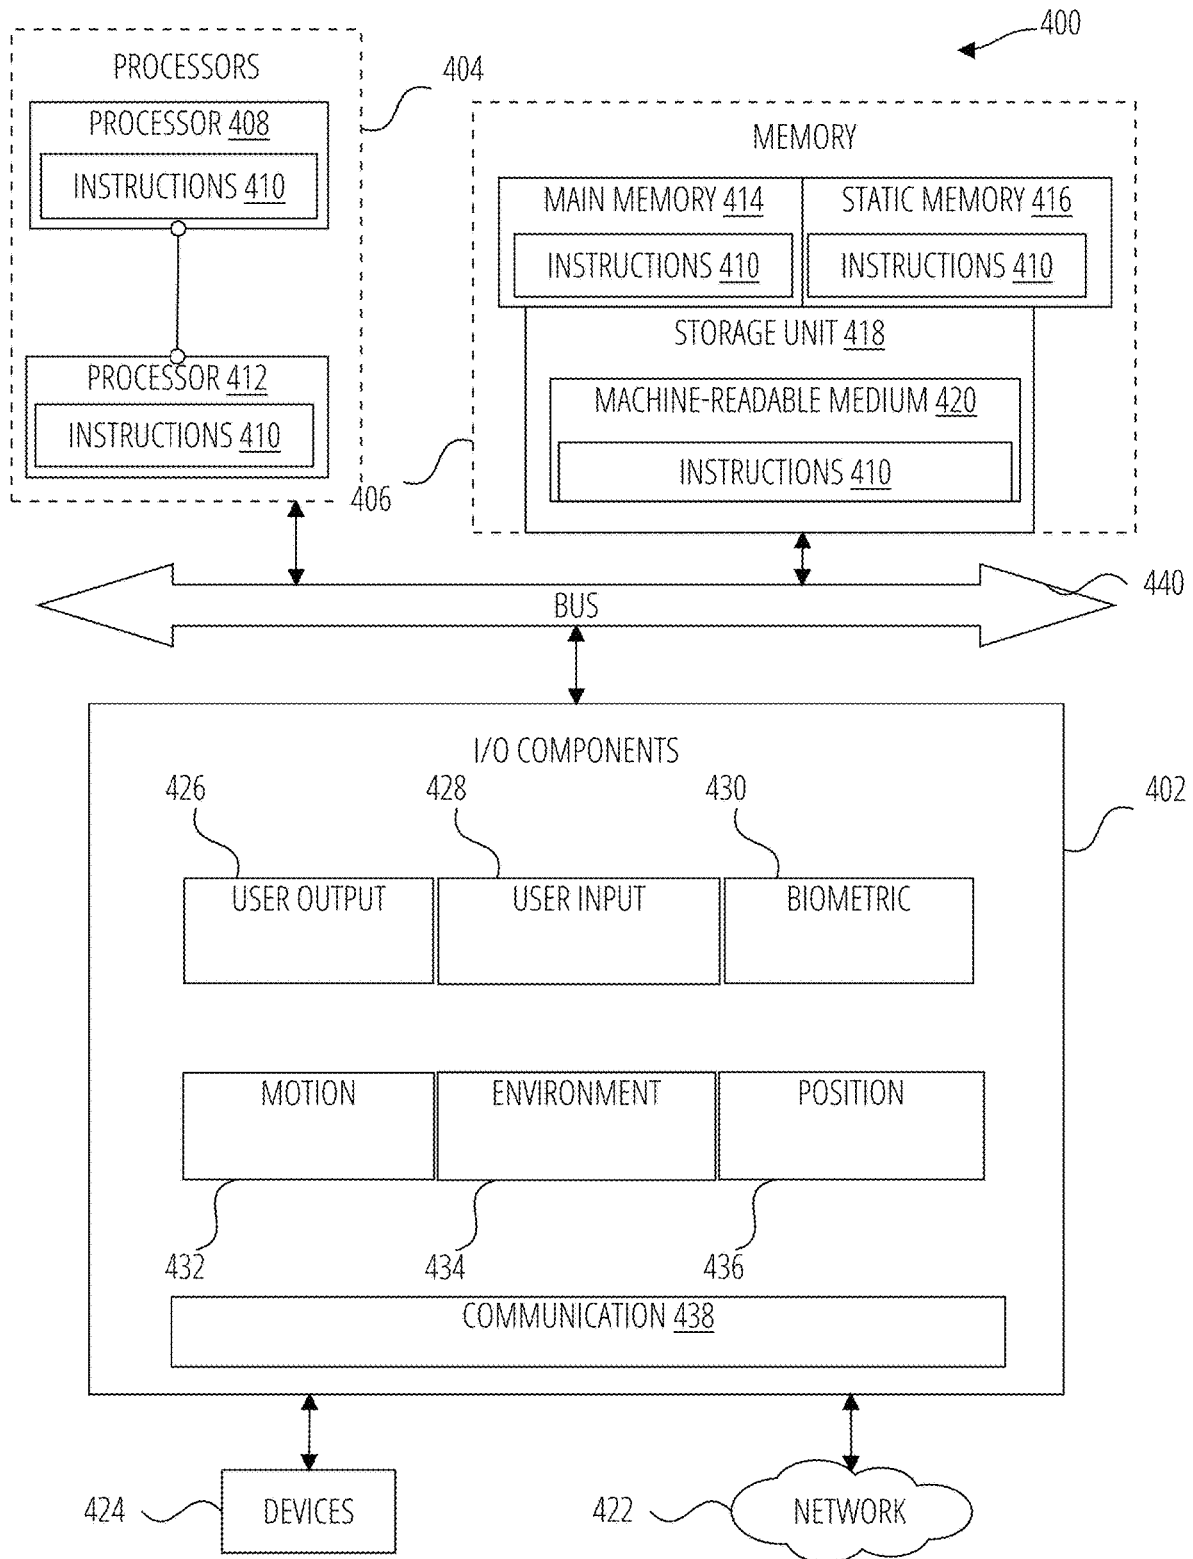 400
PROCESSORS
404
PROCESSOR 408
INSTRUCTIONS 410
PROCESSOR 412
INSTRUCTIONS 410
MEMORY
MAIN MEMORY 414
STATIC MEMORY 416
INSTRUCTIONS 410
INSTRUCTIONS 410
STORAGE UNIT 418
MACHINE-READABLE MEDIUM 420
INSTRUCTIONS 410
406
440
BUS
I/O COMPONENTS
402
426
428
430
USER OUTPUT
USER INPUT
BIOMETRIC
MOTION
ENVIRONMENT
POSITION
432
434
436
COMMUNICATION 438
424
DEVICES
422
NETWORK